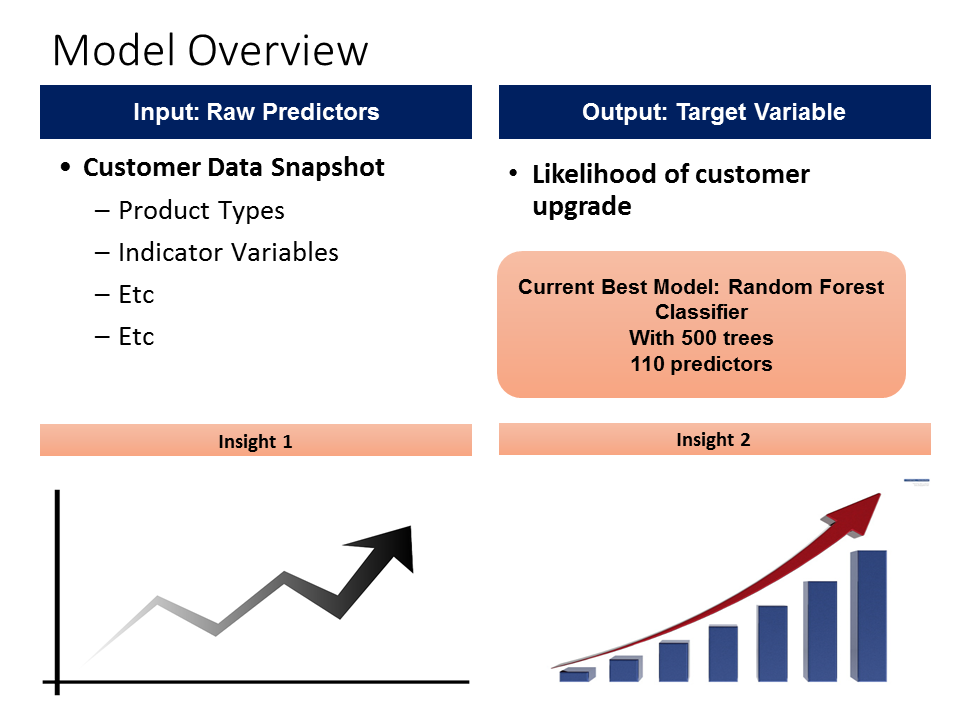 Model Overview
Input: Raw Predictors
• Customer Data Snapshot
– Product Types
– Indicator Variables
– Etc
– Etc
Output: Target Variable
• Likelihood of customer
upgrade
Current Best Model: Random Forest
Classifier
With 500 trees
110 predictors
Insight 1
Insight 2